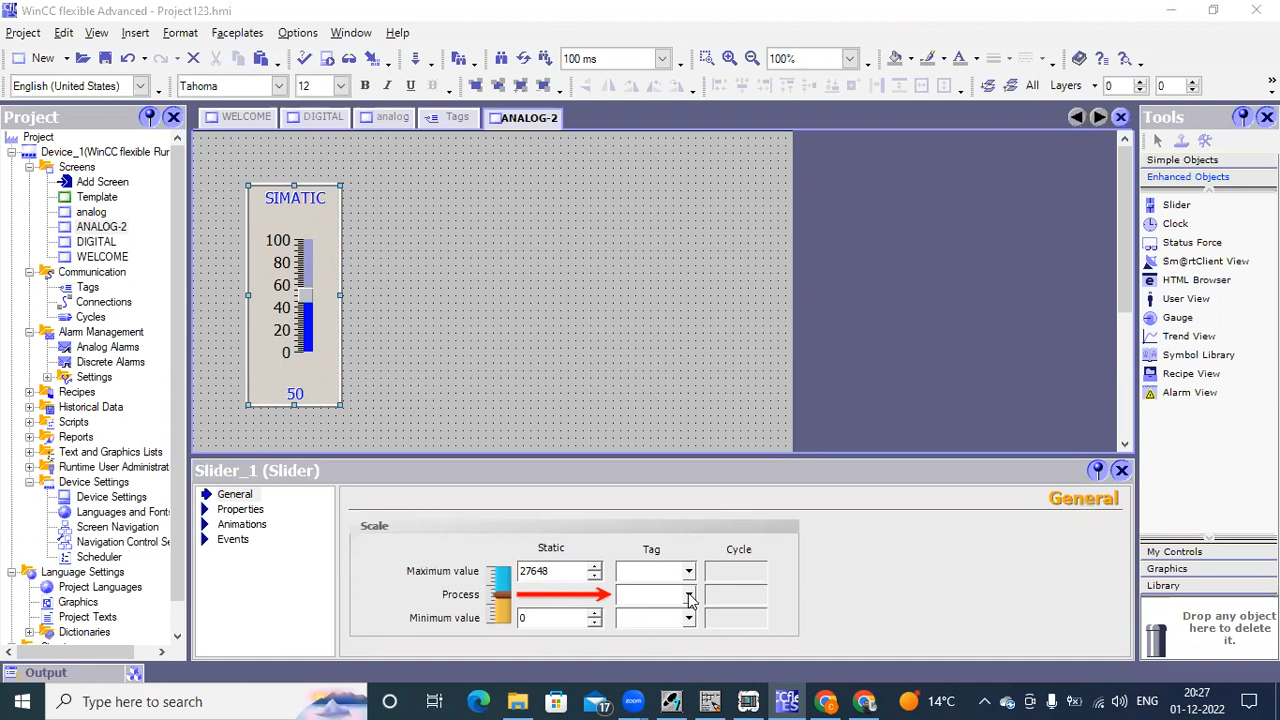 WinCC flexible Advanced - Project123.hmi
Project Edit View Insert Format Faceplates Options Window Help
New 100 ms 100%
English (United States) Tahoma 12 B I U All Layers 0 0
Project
WELCOME DIGITAL analog Tags ANALOG-2
Tools
Project
Device_1(WinCC flexible Run
Screens
Add Screen
Template
analog
ANALOG-2
DIGITAL
WELCOME
Communication
Tags
Connections
Cycles
Alarm Management
Analog Alarms
Discrete Alarms
Settings
Recipes
Historical Data
Scripts
Reports
Text and Graphics Lists
Runtime User Administrat
Device Settings
Device Settings
Languages and Fonts
Screen Navigation
Navigation Control Se
Scheduler
Language Settings
Project Languages
Graphics
Project Texts
Dictionaries
SIMATIC
100
80
60
40
20
0
50
Simple Objects
Enhanced Objects
Slider
Clock
Status Force
Sm@rtClient View
HTML Browser
User View
Gauge
Trend View
Symbol Library
Recipe View
Alarm View
My Controls
Graphics
Library
Drop any object
here to delete
it.
Slider_1 (Slider)
General
Properties
Animations
Events
General
Scale
Static Tag Cycle
Maximum value 27648
Process
Minimum value 0
Output
Type here to search
17
14°C
ENG
20:27
01-12-2022